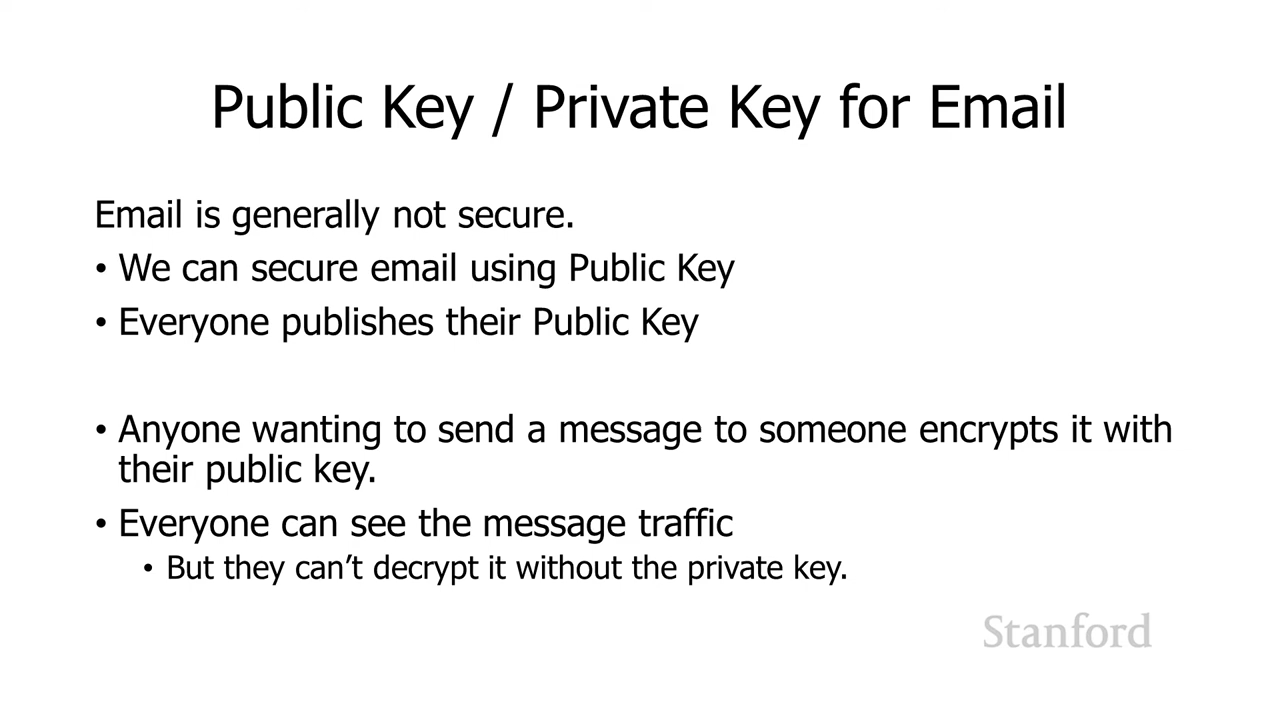 Public Key / Private Key for Email
Email is generally not secure.
• We can secure email using Public Key
• Everyone publishes their Public Key
• Anyone wanting to send a message to someone encrypts it with
their public key.
• Everyone can see the message traffic
• But they can’t decrypt it without the private key.
Stanford